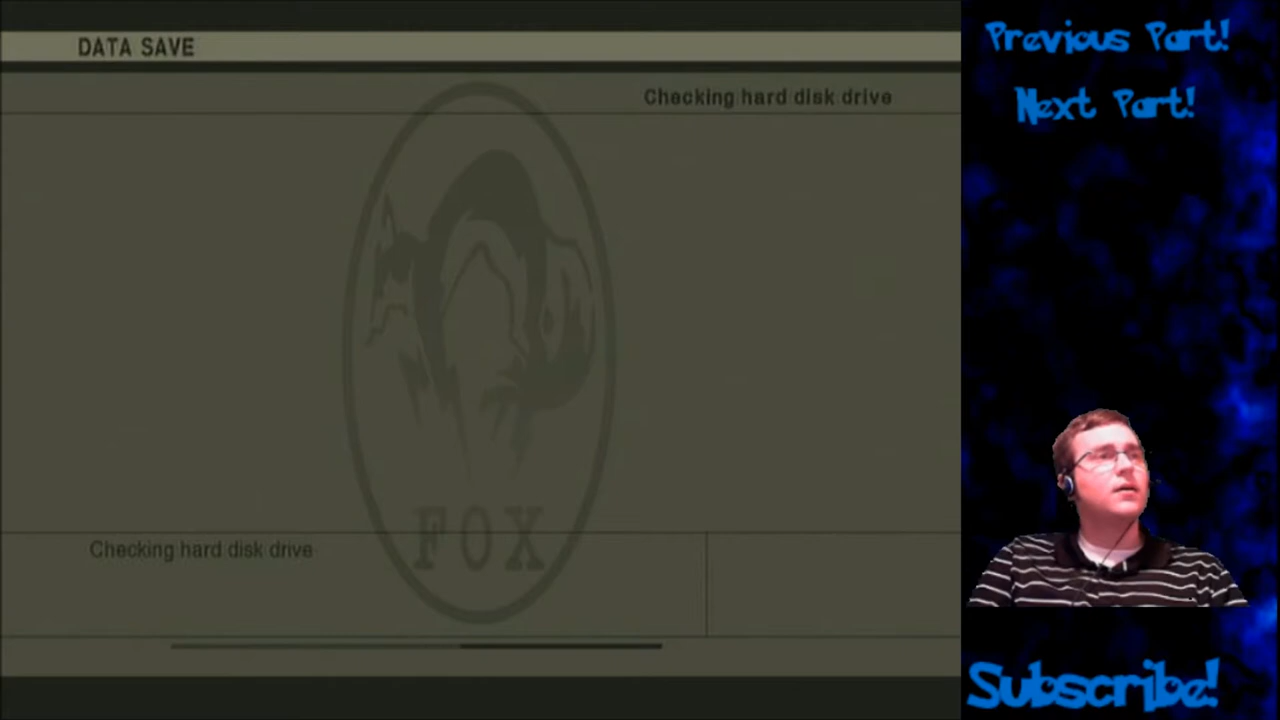 DATA SAVE
Checking hard disk drive
FOX
Checking hard disk drive
Previous Part!
Next Part!
Subscribe!